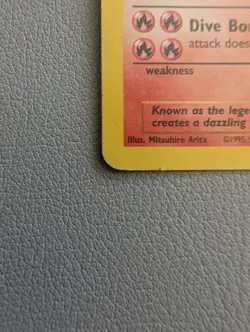 Dive Bo
attack does
weakness
Known as the lege
creates a dazzling
Illus. Mitsuhiro Arita ©1995,